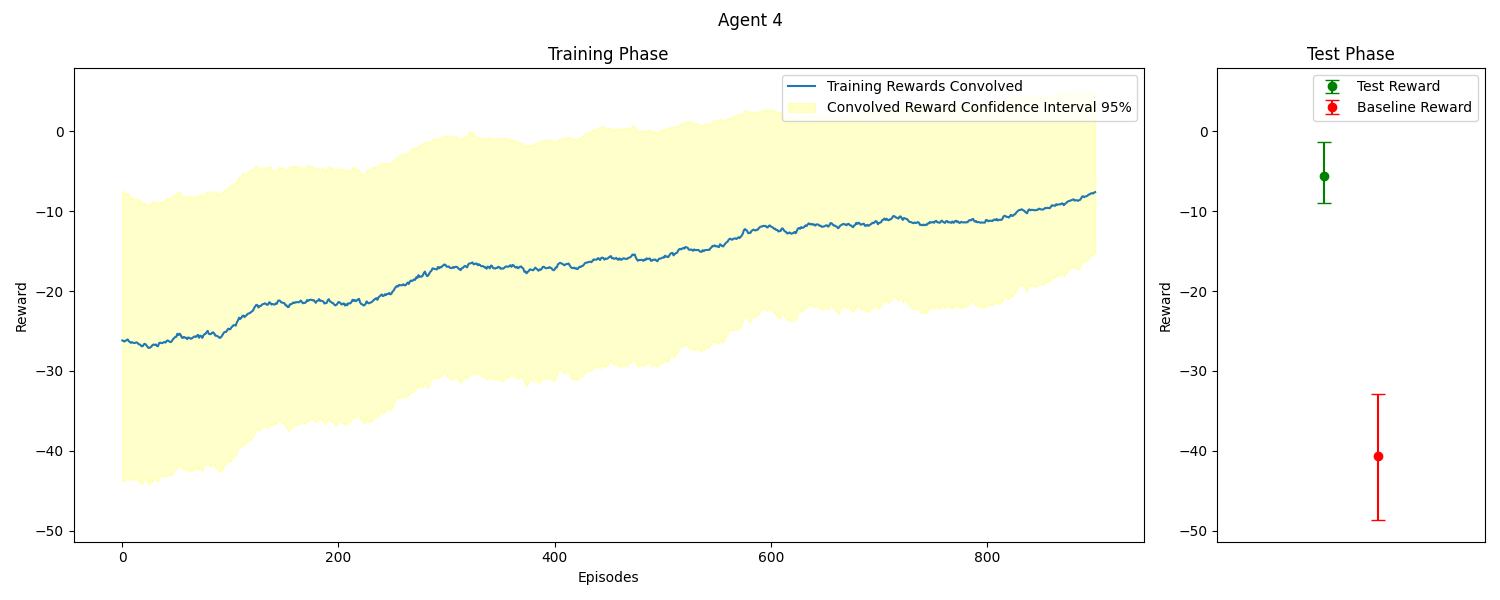 Agent 4
Training Phase
Training Rewards Convolved
Convolved Reward Confidence Interval 95%
Reward
0
−10
−20
−30
−40
−50
0
200
400
600
800
Episodes
Test Phase
Test Reward
Baseline Reward
Reward
0
−10
−20
−30
−40
−50